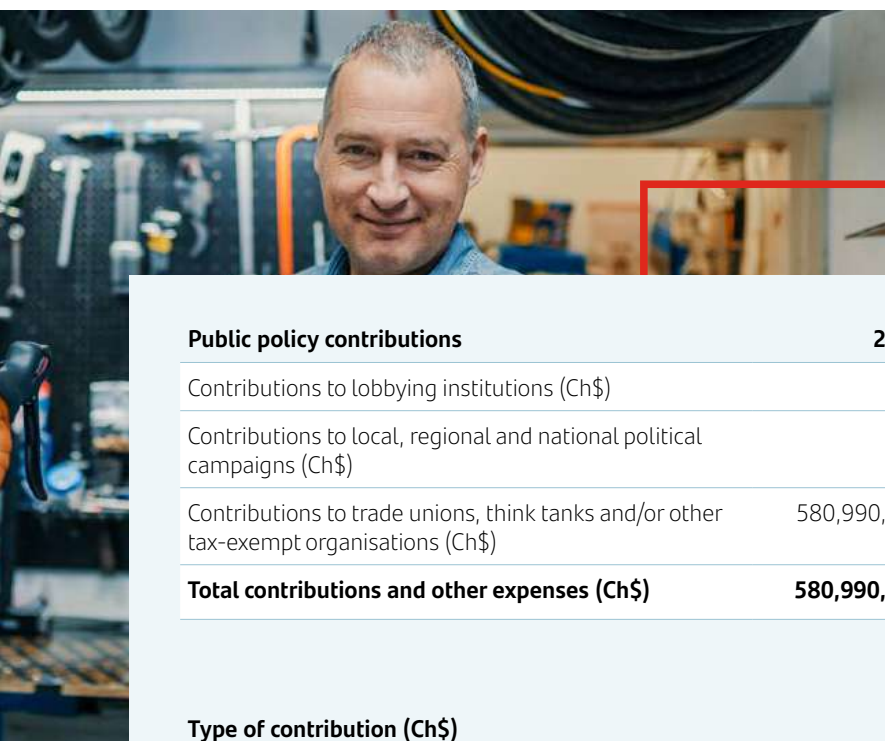 Public policy contributions 2
Contributions to lobbying institutions (Ch$)
Contributions to local, regional and national political
campaigns (Ch$)
Contributions to trade unions, think tanks and/or other 580,990,
tax-exempt organisations (Ch$)
Total contributions and other expenses (Ch$) 580,990,
Type of contribution (Ch$)